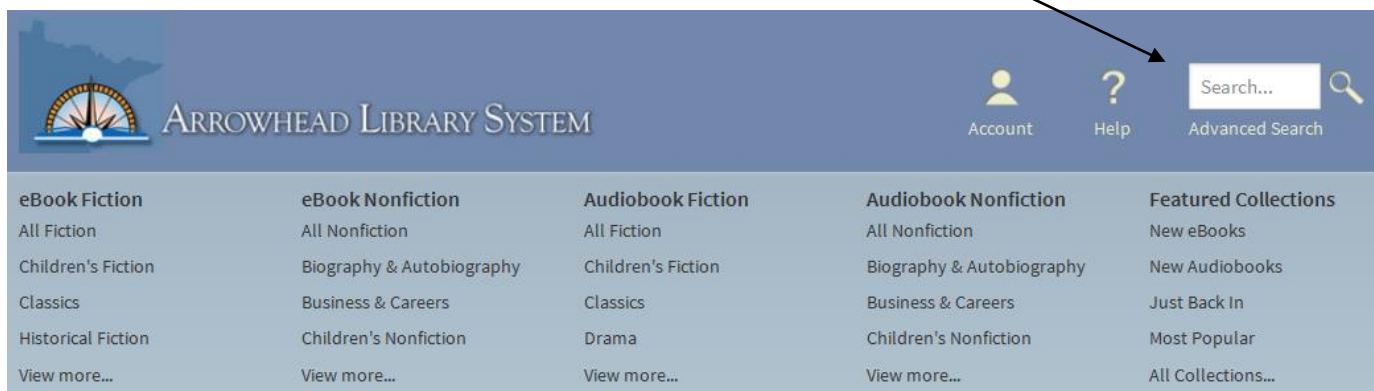 Search...
ARROWHEAD LIBRARY SYSTEM
Account Help Advanced Search
eBook Fiction eBook Nonfiction Audiobook Fiction Audiobook Nonfiction Featured Collections
All Fiction All Nonfiction All Fiction All Nonfiction New eBooks
Children's Fiction Biography & Autobiography Children's Fiction Biography & Autobiography New Audiobooks
Classics Business & Careers Classics Business & Careers Just Back In
Historical Fiction Children's Nonfiction Drama Children's Nonfiction Most Popular
View more... View more... View more... View more... All Collections...